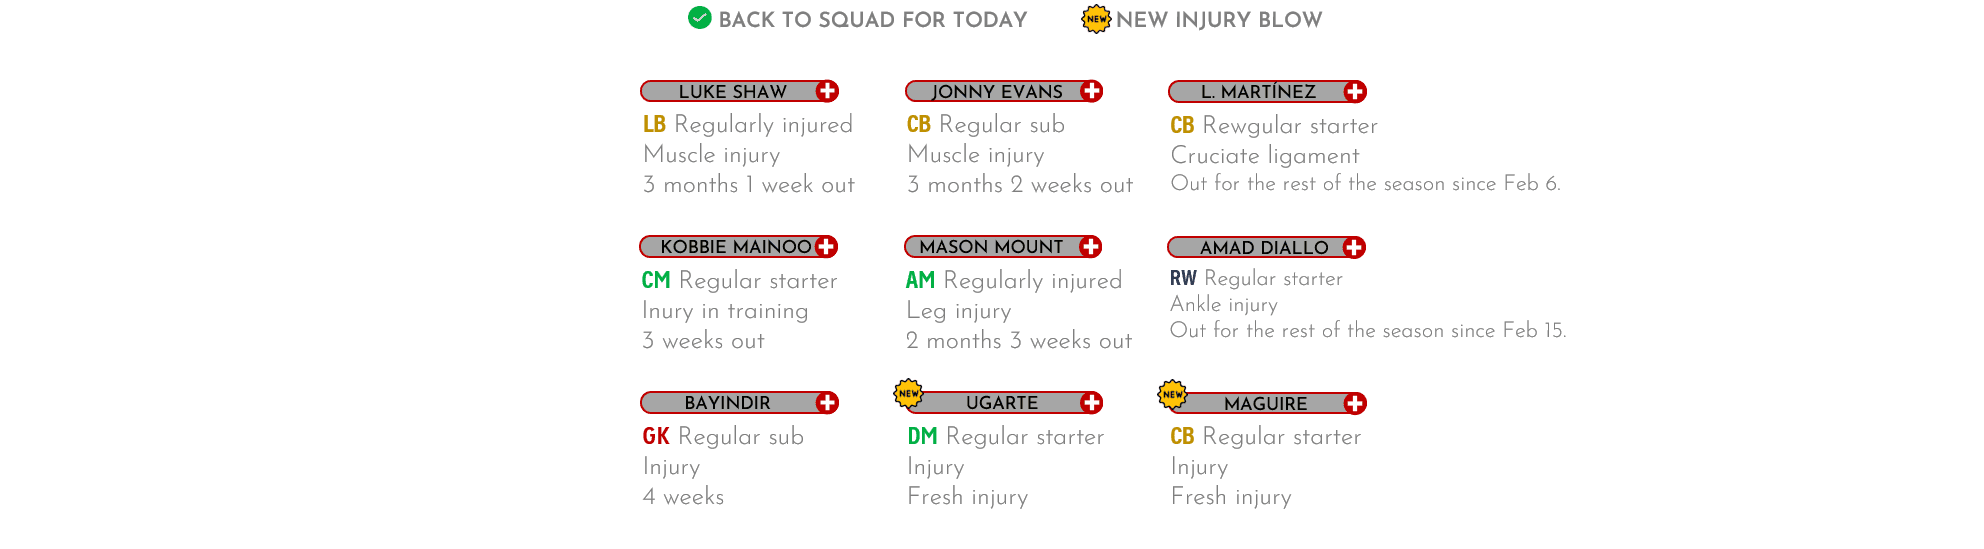 BACK TO SQUAD FOR TODAY
NEW NEW INJURY BLOW
LUKE SHAW
LB Regularly injured
Muscle injury
3 months 1 week out
JONNY EVANS
CB Regular sub
Muscle injury
3 months 2 weeks out
L. MARTÍNEZ
CB Rewgular starter
Cruciate ligament
Out for the rest of the season since Feb 6.
KOBBIE MAINOO
CM Regular starter
Inury in training
3 weeks out
MASON MOUNT
AM Regularly injured
Leg injury
2 months 3 weeks out
AMAD DIALLO
RW Regular starter
Ankle injury
Out for the rest of the season since Feb 15.
BAYINDIR
GK Regular sub
Injury
4 weeks
NEW
UGARTE
DM Regular starter
Injury
Fresh injury
NEW
MAGUIRE
CB Regular starter
Injury
Fresh injury